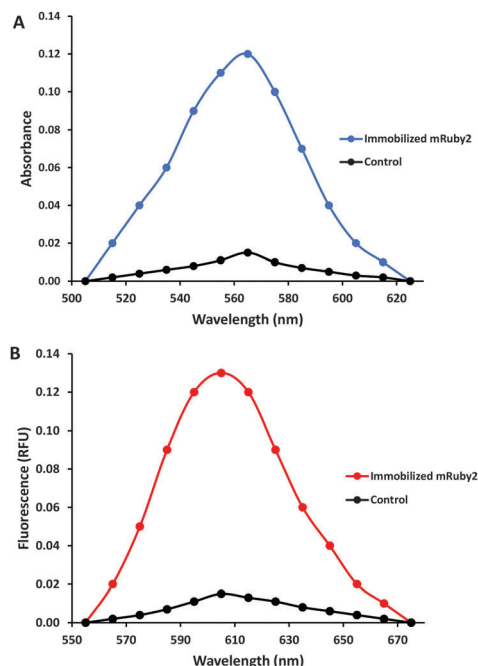 A
0.14
0.12
0.10
0.08
0.06
0.04
0.02
0.00
Absorbance
500 520 540 560 580 600 620
Wavelength (nm)
Immobilized mRuby2
Control
B
0.14
0.12
0.10
0.08
0.06
0.04
0.02
0.00
Fluorescence (RFU)
550 570 590 610 630 650 670
Wavelength (nm)
Immobilized mRuby2
Control